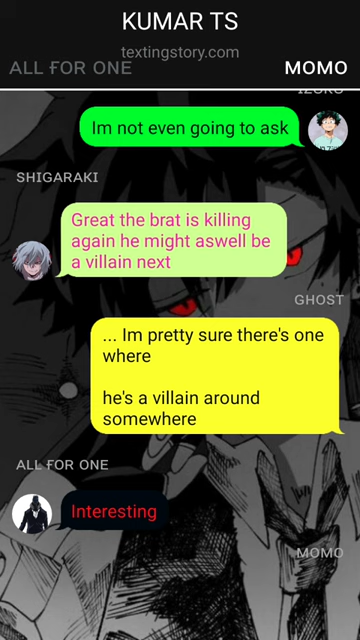 KUMAR TS
textingstory.com
ALL FOR ONE
MOMO
IZUKU
Im not even going to ask
SHIGARAKI
Great the brat is killing
again he might aswell be
a villain next
GHOST
... Im pretty sure there's one
where
he's a villain around
somewhere
ALL FOR ONE
Interesting
MOMO